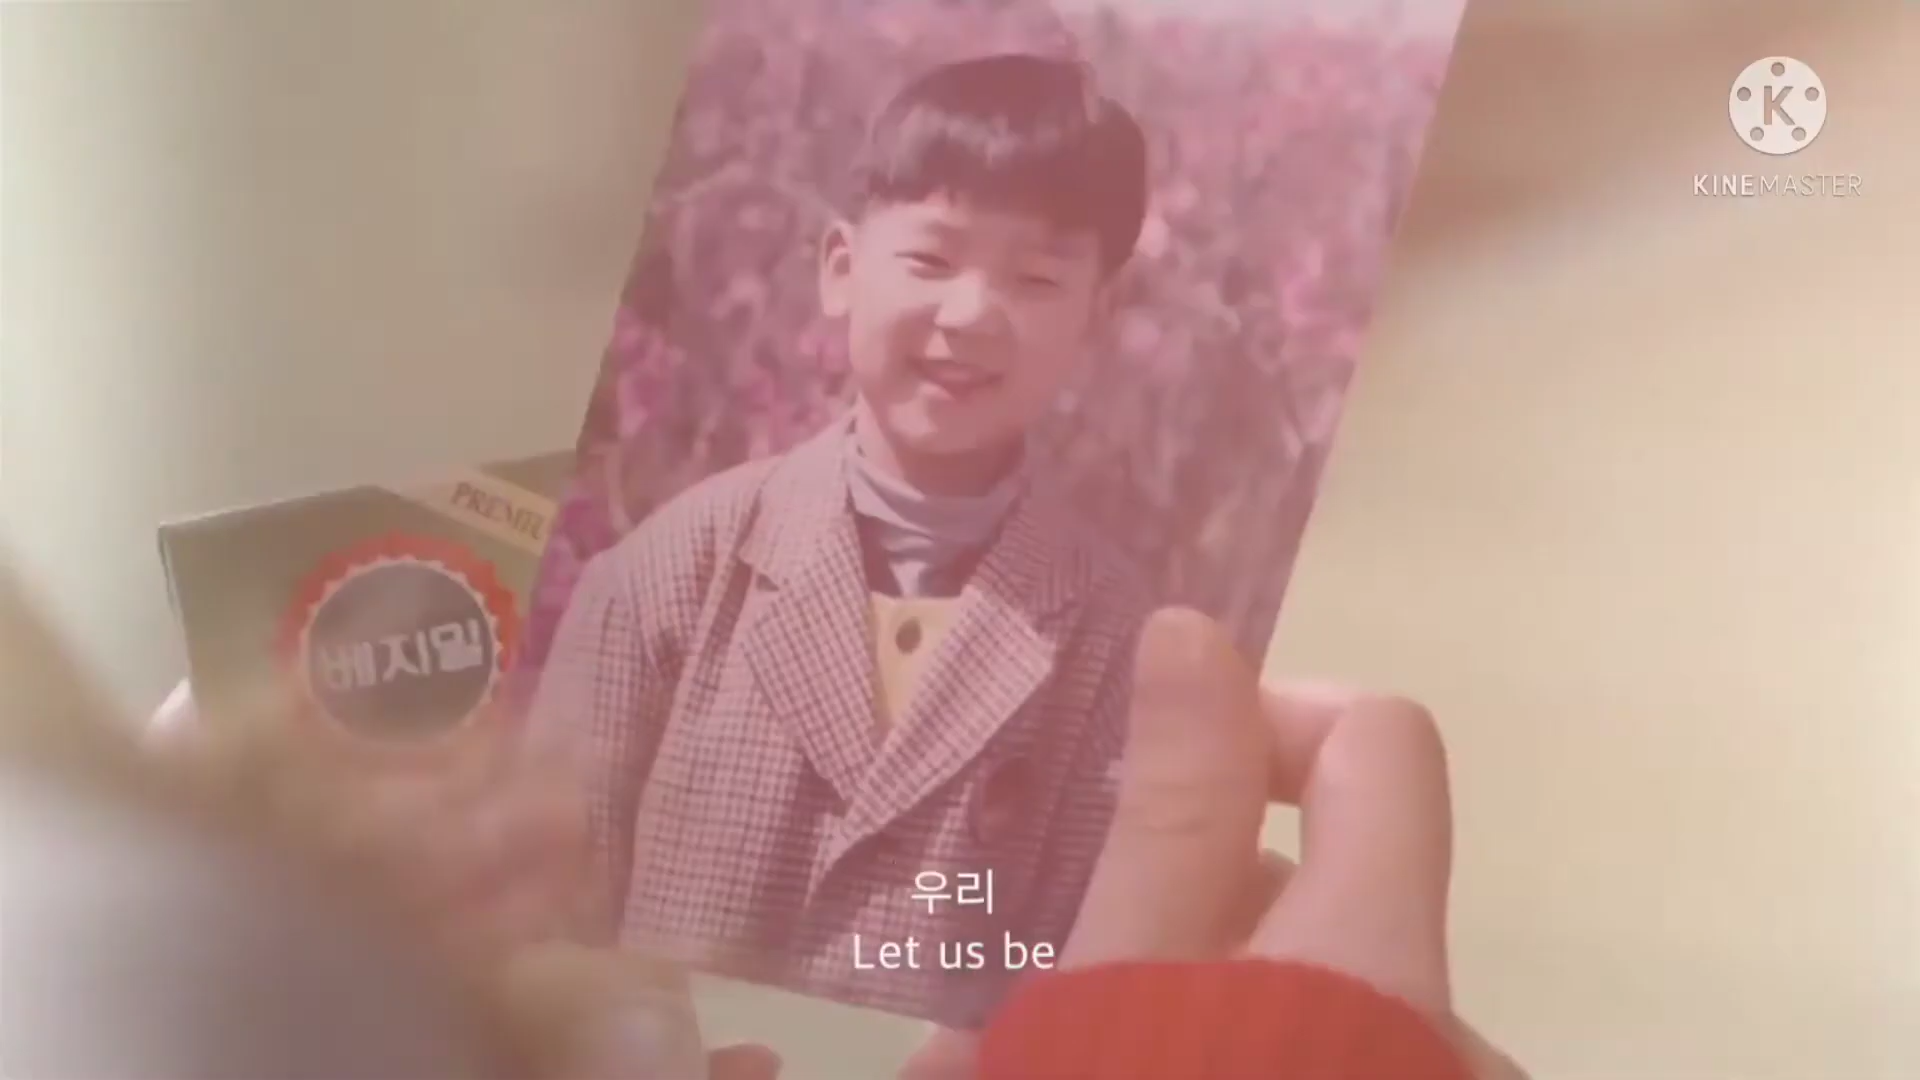 KINEMASTER
PREMIU
베지밀
우리
Let us be